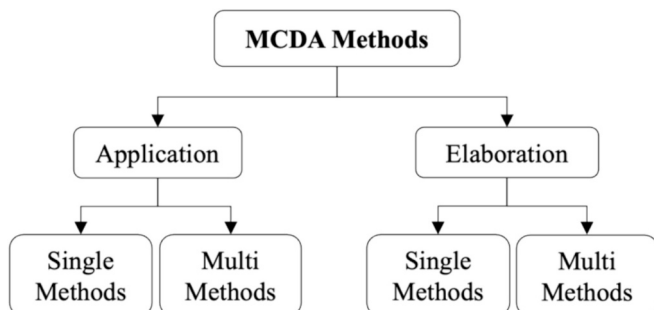 MCDA Methods
Application
Elaboration
Single
Methods
Multi
Methods
Single
Methods
Multi
Methods